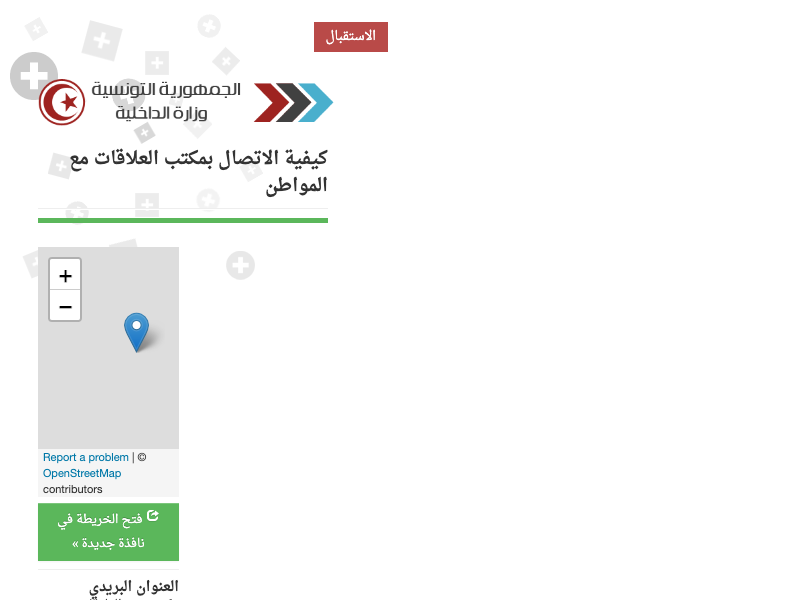 الاستقبال
الجمهورية التونسية
وزارة الداخلية
كيفية الاتصال بمكتب العلاقات مع
المواطن
+
−
Report a problem | ©
OpenStreetMap
contributors
فتح الخريطة في
نافذة جديدة »
العنوان البريدي